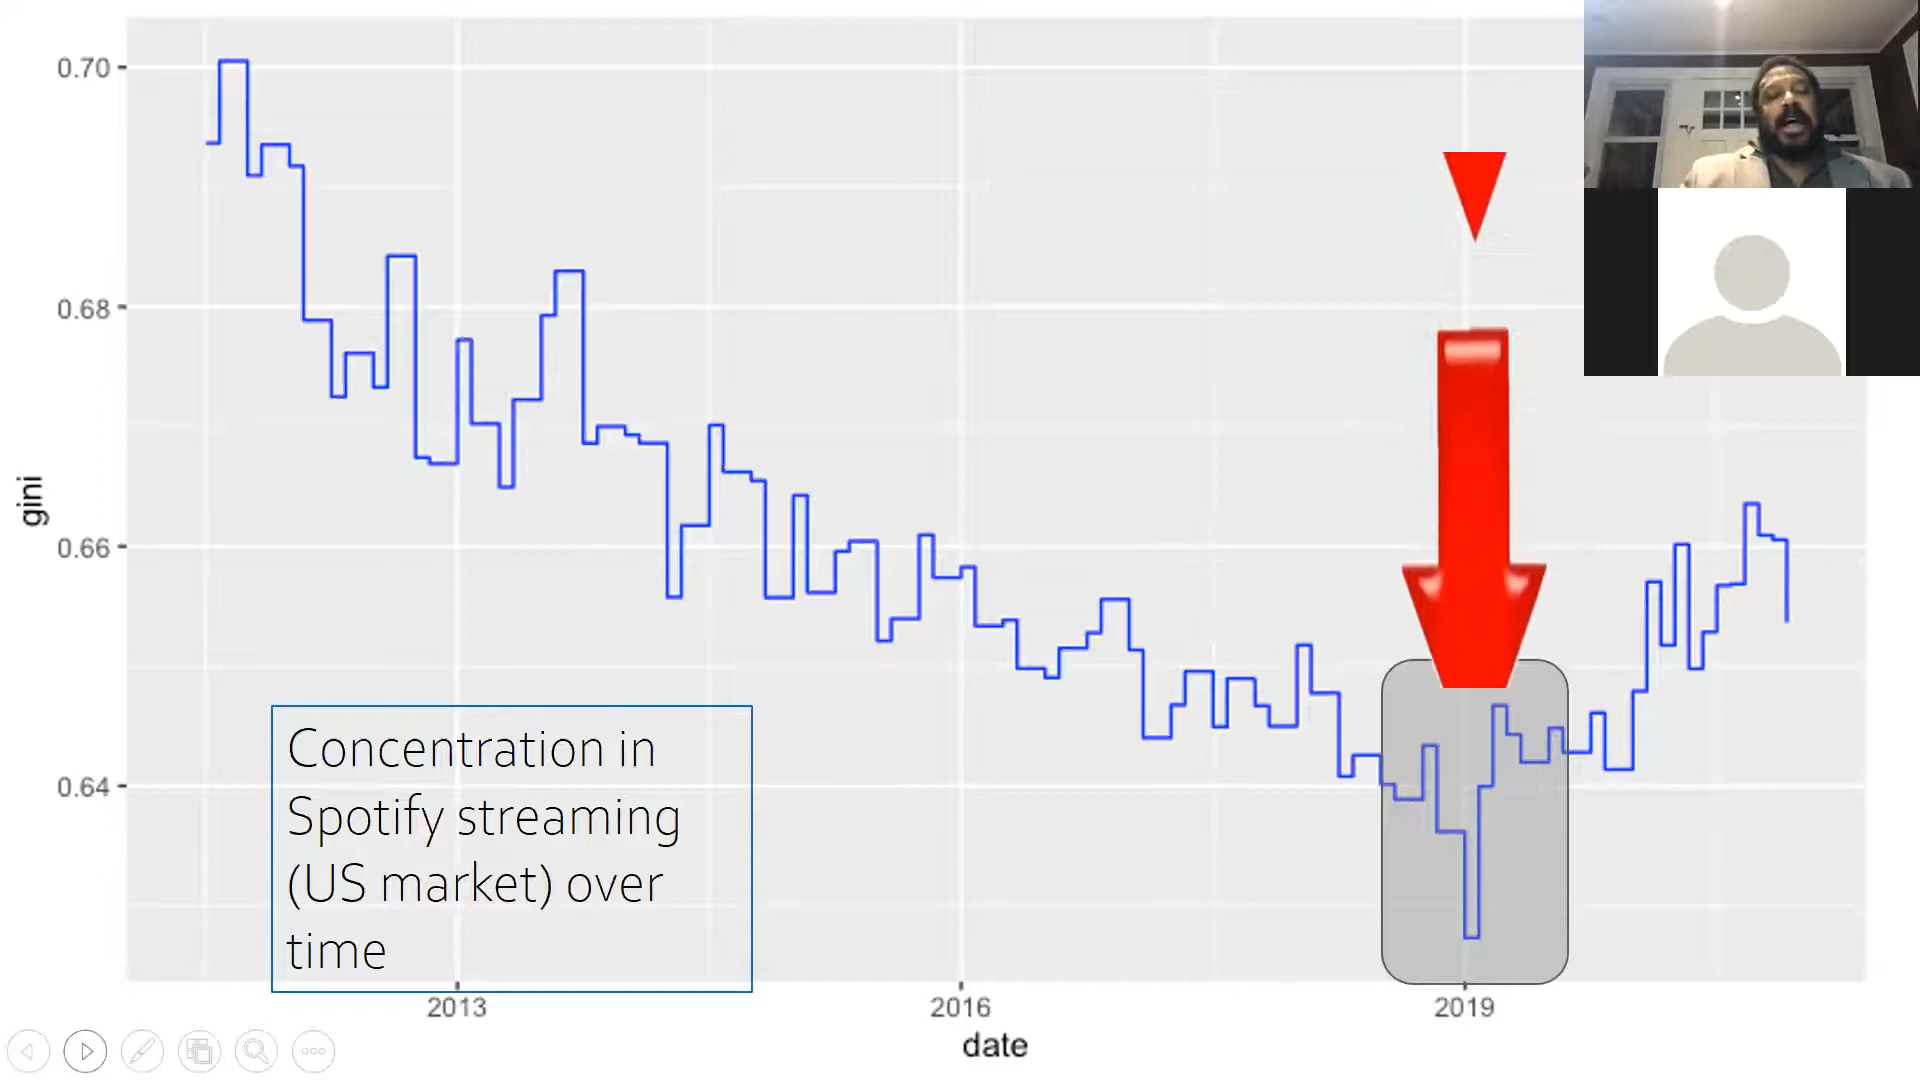 0.70
0.68
0.66
0.64
gini
Concentration in
Spotify streaming
(US market) over
time
2013
2016
2019
date